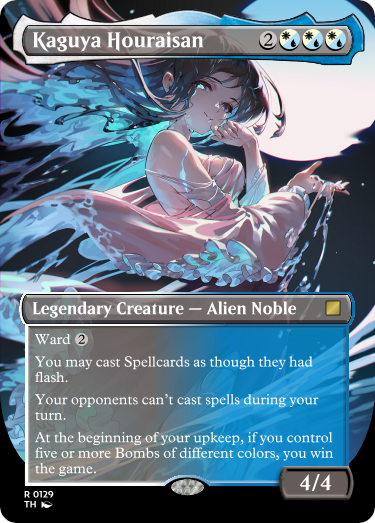 Kaguya Houraisan 2
Legendary Creature — Alien Noble
Ward 2
You may cast Spellcards as though they had
flash.
Your opponents can't cast spells during your
turn.
At the beginning of your upkeep, if you control
five or more Bombs of different colors, you win
the game.
4/4
R 0129
TH